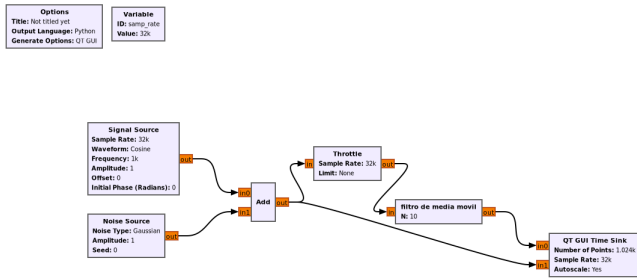 Options
Title: Not titled yet
Output Language: Python
Generate Options: QT GUI
Variable
ID: samp_rate
Value: 32k
Signal Source
Sample Rate: 32k
Waveform: Cosine
Frequency: 1k
Amplitude: 1
Offset: 0
Initial Phase (Radians): 0
out
Noise Source
Noise Type: Gaussian
Amplitude: 1
Seed: 0
out
in0
in1
Add
out
in
Throttle
Sample Rate: 32k
Limit: None
out
in
filtro de media movil
N: 10
out
in0
in1
QT GUI Time Sink
Number of Points: 1.024k
Sample Rate: 32k
Autoscale: Yes